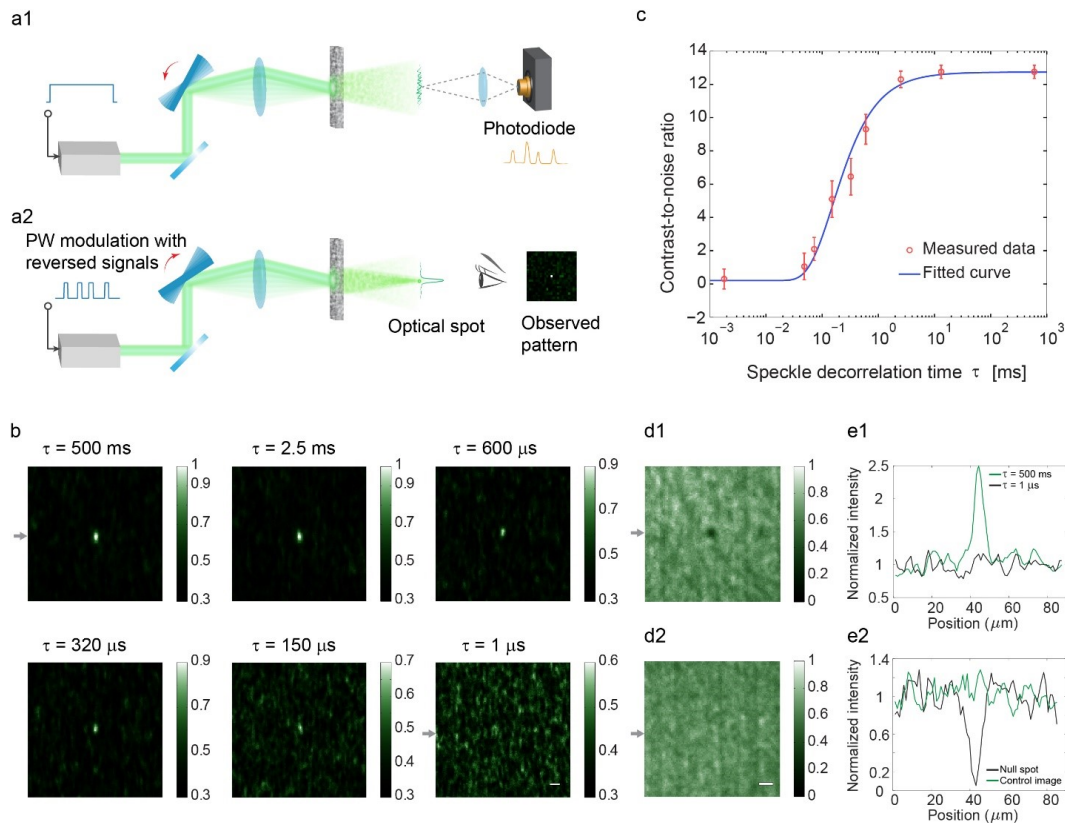 a1
Photodiode
a2
PW modulation with
reversed signals
Optical spot
Observed
pattern
c
Contrast-to-noise ratio
14
12
10
8
6
4
2
0
−2
Measured data
Fitted curve
10⁻³ 10⁻² 10⁻¹ 10⁰ 10¹ 10² 10³
Speckle decorrelation time τ [ms]
b
τ = 500 ms
1
0.9
0.7
0.5
0.3
τ = 2.5 ms
1
0.9
0.7
0.5
0.3
τ = 600 µs
0.9
0.7
0.5
0.3
τ = 320 µs
0.9
0.7
0.5
0.3
τ = 150 µs
0.7
0.6
0.5
0.4
0.3
τ = 1 µs
0.6
0.5
0.4
0.3
d1
1
0.8
0.6
0.4
0.2
0
d2
1
0.8
0.6
0.4
0.2
0
e1
Normalized intensity
2.5
2
1.5
1
0.5
τ = 500 ms
τ = 1 µs
0 20 40 60 80
Position (µm)
e2
Normalized intensity
1.4
1
0.6
0.2
0
Null spot
Control image
0 20 40 60 80
Position (µm)